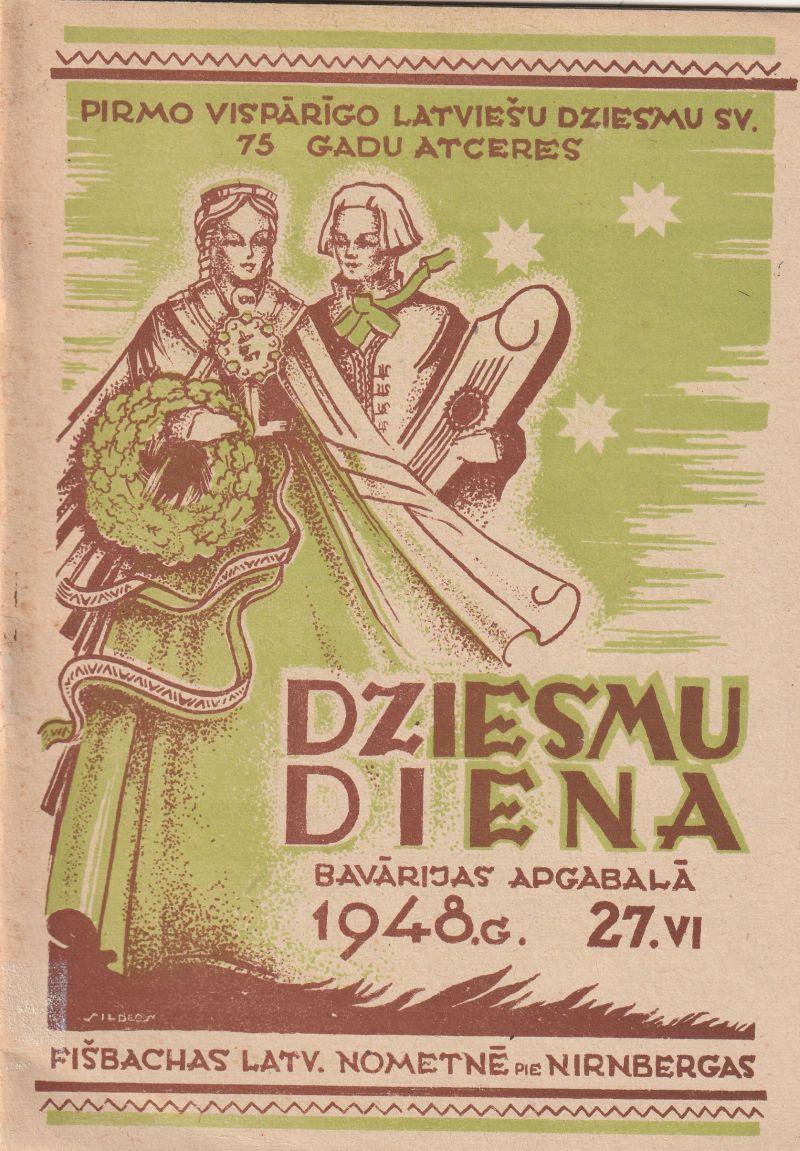 PIRMO VISPĀRĪGO LATVIEŠU DZIESMU SV.
75 GADU ATCERES
DZIESMU
DIENA
BAVĀRIJAS APGABALĀ
1948.G. 27.VI
FIŠBACHAS LATV. NOMETNĒ PIE NIRNBERGAS